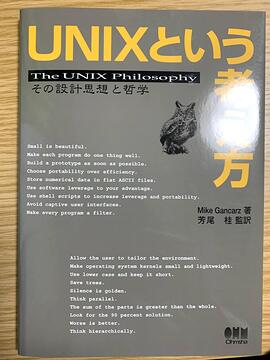 UNIXという
考え方
The UNIX Philosophy
その設計思想と哲学
Small is beautiful.
Make each program do one thing well.
Build a prototype as soon as possible.
Choose portability over efficiency.
Store numerical data in flat ASCII files.
Use software leverage to your advantage.
Use shell scripts to increase leverage and portability.
Avoid captive user interfaces.
Make every program a filter.
Mike Gancarz 著
芳尾 桂 監訳
Allow the user to tailor the environment.
Make operating system kernels small and lightweight.
Use lower case and keep it short.
Save trees.
Silence is golden.
Think parallel.
The sum of the parts is greater than the whole.
Look for the 90 percent solution.
Worse is better.
Think hierarchically.
Ohmsha